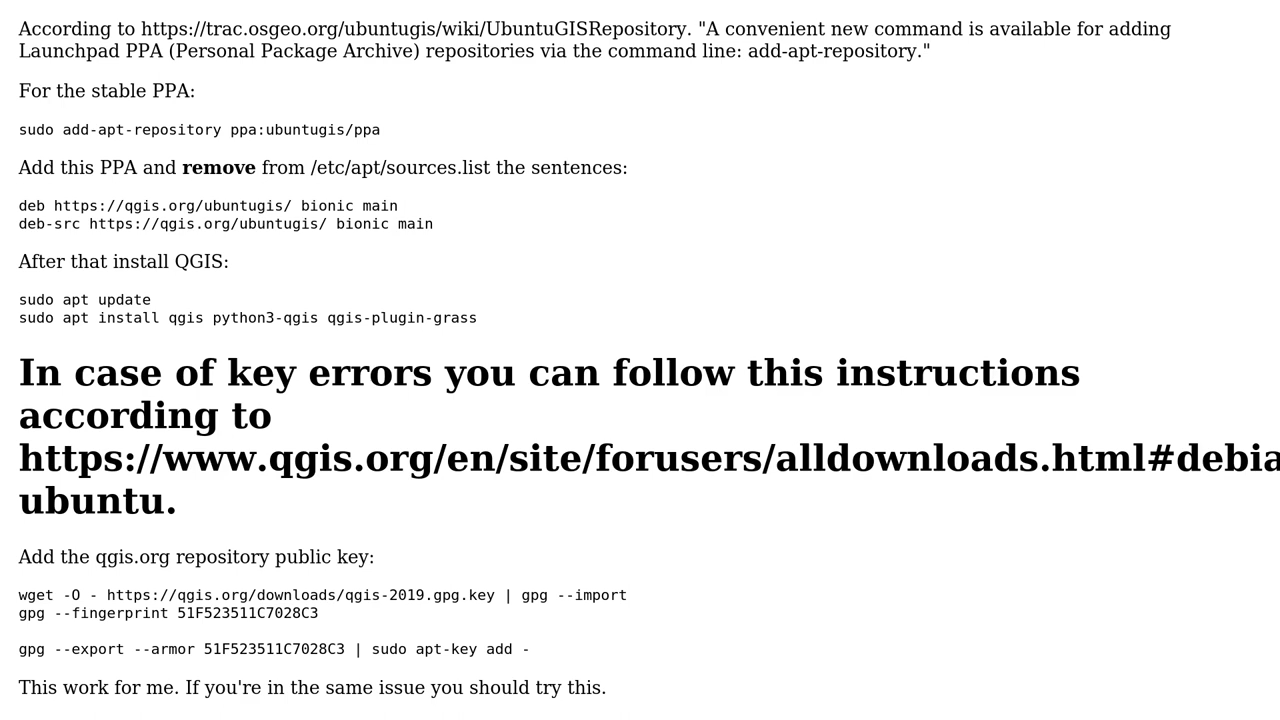 According to https://trac.osgeo.org/ubuntugis/wiki/UbuntuGISRepository. "A convenient new command is available for adding
Launchpad PPA (Personal Package Archive) repositories via the command line: add-apt-repository."
For the stable PPA:
sudo add-apt-repository ppa:ubuntugis/ppa
Add this PPA and remove from /etc/apt/sources.list the sentences:
deb https://qgis.org/ubuntugis/ bionic main
deb-src https://qgis.org/ubuntugis/ bionic main
After that install QGIS:
sudo apt update
sudo apt install qgis python3-qgis qgis-plugin-grass
In case of key errors you can follow this instructions
according to
https://www.qgis.org/en/site/forusers/alldownloads.html#debia
ubuntu.
Add the qgis.org repository public key:
wget -O - https://qgis.org/downloads/qgis-2019.gpg.key | gpg --import
gpg --fingerprint 51F523511C7028C3
gpg --export --armor 51F523511C7028C3 | sudo apt-key add -
This work for me. If you're in the same issue you should try this.